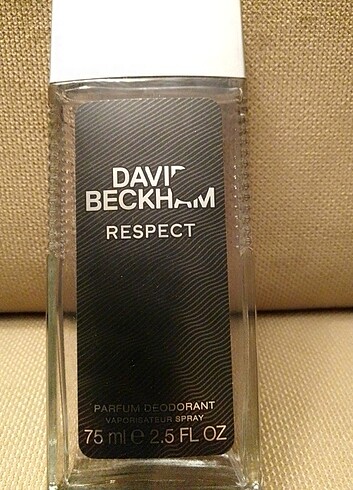 DAVID
BECKHAM
RESPECT
PARFUM DEODORANT
VAPORISATEUR SPRAY
75 ml ℮ 2.5 FL OZ